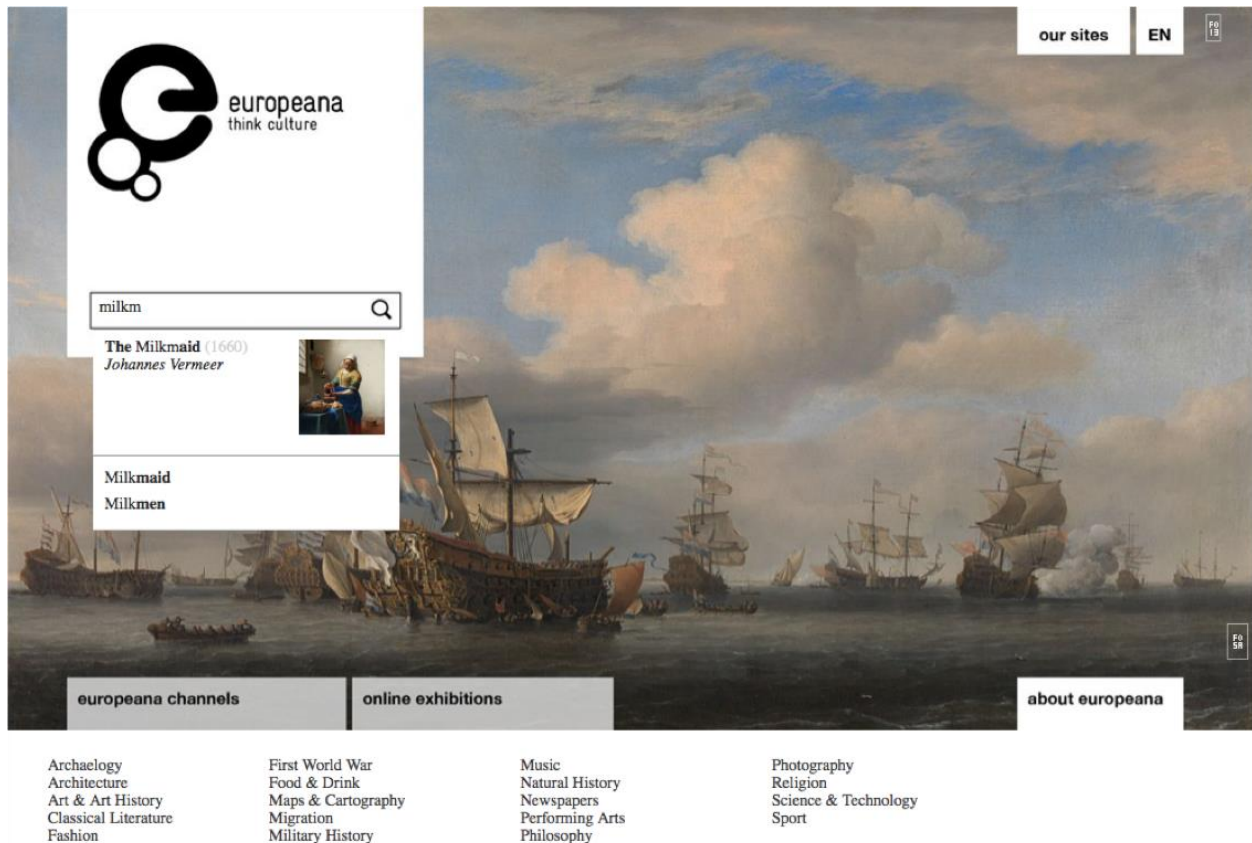 our sites
EN
europeana
think culture
milkm
The Milkmaid (1660)
Johannes Vermeer
Milkmaid
Milkmen
europeana channels
online exhibitions
about europeana
Archaelogy
Architecture
Art & Art History
Classical Literature
Fashion
First World War
Food & Drink
Maps & Cartography
Migration
Military History
Music
Natural History
Newspapers
Performing Arts
Philosophy
Photography
Religion
Science & Technology
Sport